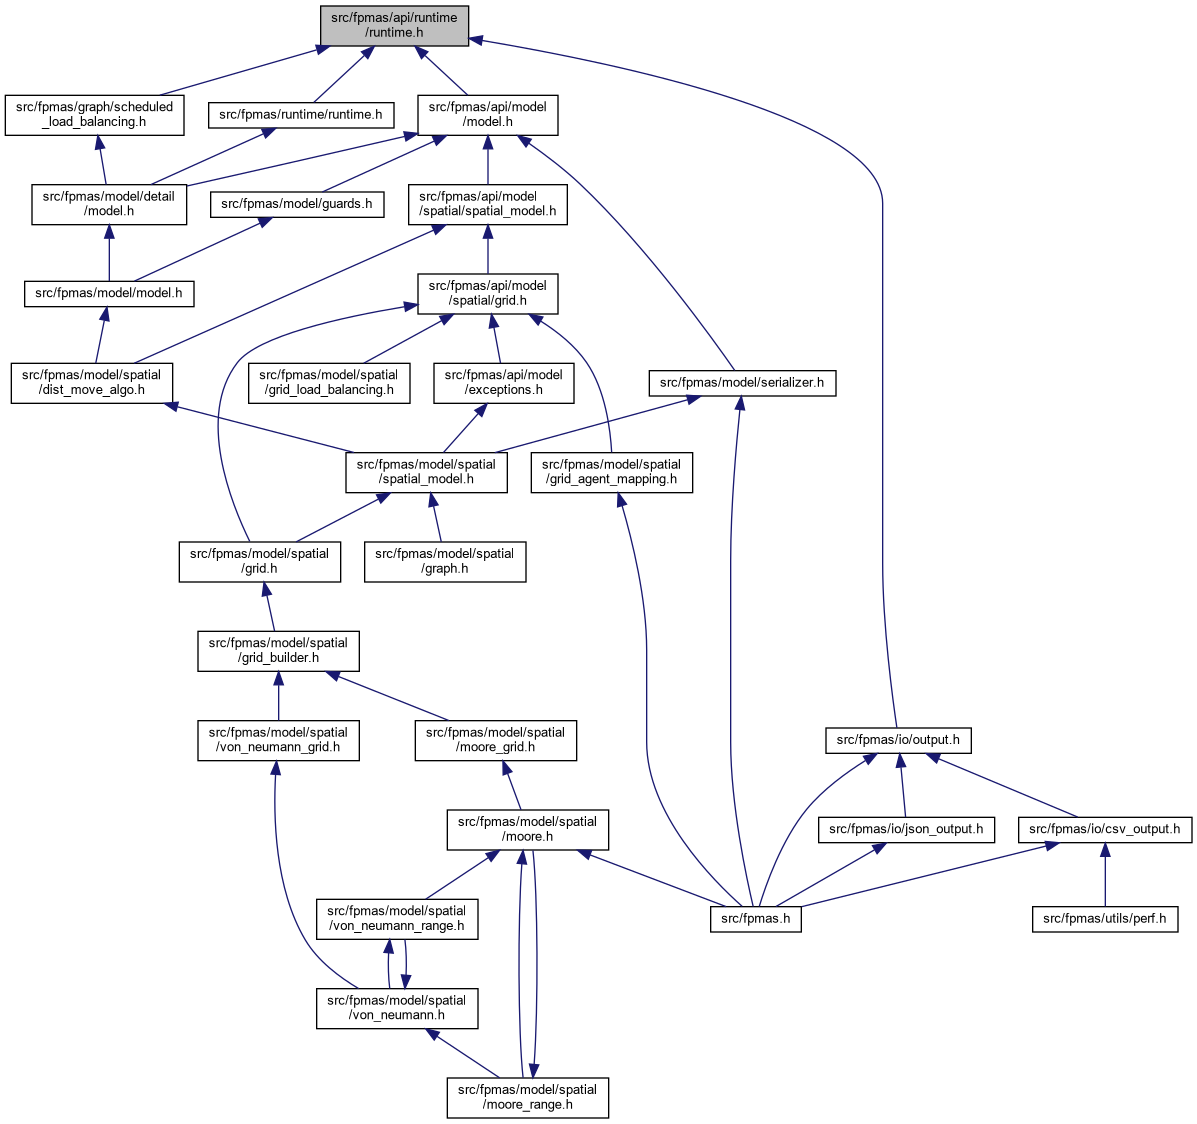 src/fpmas/api/runtime
/runtime.h
src/fpmas/graph/scheduled
_load_balancing.h
src/fpmas/runtime/runtime.h
src/fpmas/api/model
/model.h
src/fpmas/model/detail
/model.h
src/fpmas/model/guards.h
src/fpmas/api/model
/spatial/spatial_model.h
src/fpmas/model/model.h
src/fpmas/api/model
/spatial/grid.h
src/fpmas/model/spatial
/dist_move_algo.h
src/fpmas/model/spatial
/grid_load_balancing.h
src/fpmas/api/model
/exceptions.h
src/fpmas/model/serializer.h
src/fpmas/model/spatial
/spatial_model.h
src/fpmas/model/spatial
/grid_agent_mapping.h
src/fpmas/model/spatial
/grid.h
src/fpmas/model/spatial
/graph.h
src/fpmas/model/spatial
/grid_builder.h
src/fpmas/model/spatial
/von_neumann_grid.h
src/fpmas/model/spatial
/moore_grid.h
src/fpmas/io/output.h
src/fpmas/model/spatial
/moore.h
src/fpmas/io/json_output.h
src/fpmas/io/csv_output.h
src/fpmas/model/spatial
/von_neumann_range.h
src/fpmas.h
src/fpmas/utils/perf.h
src/fpmas/model/spatial
/von_neumann.h
src/fpmas/model/spatial
/moore_range.h